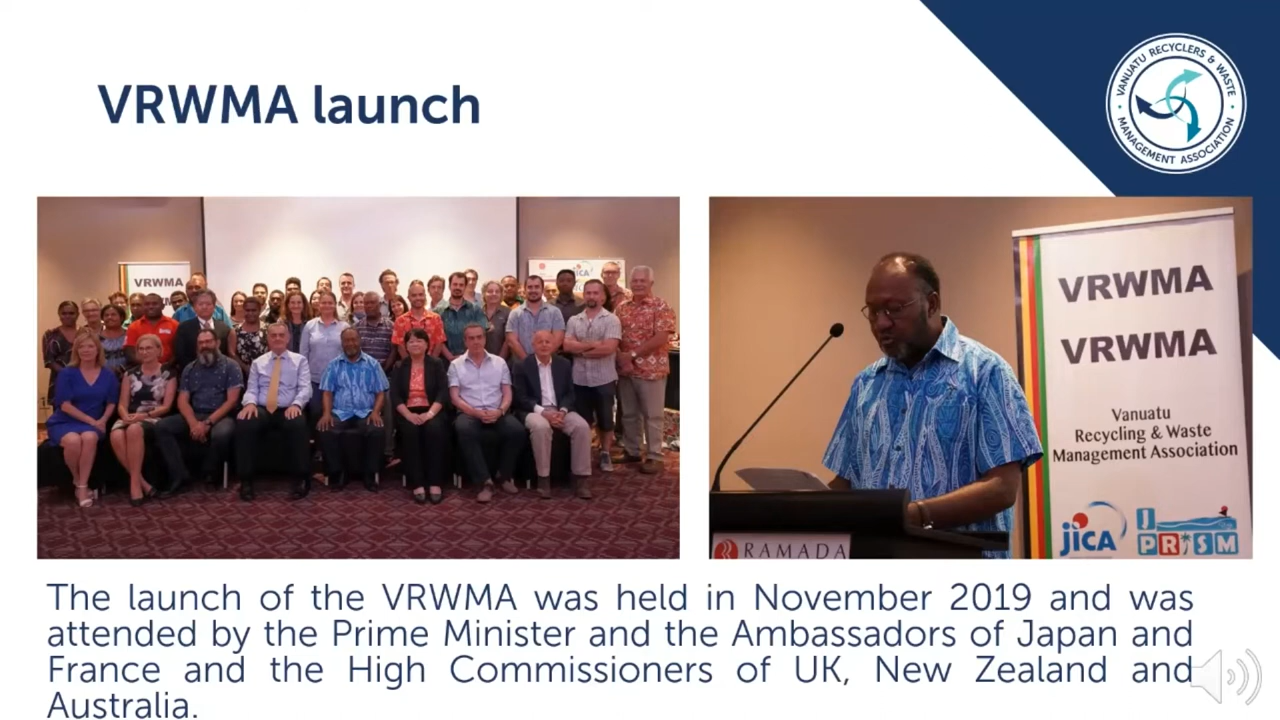 VRWMA launch
VANUATU RECYCLERS & WASTE
MANAGEMENT ASSOCIATION
VRWMA
JICA
VRWMA
VRWMA
Vanuatu
Recycling & Waste
Management Association
JICA
J
PRISM
RAMADA
The launch of the VRWMA was held in November 2019 and was
attended by the Prime Minister and the Ambassadors of Japan and
France and the High Commissioners of UK, New Zealand and
Australia.